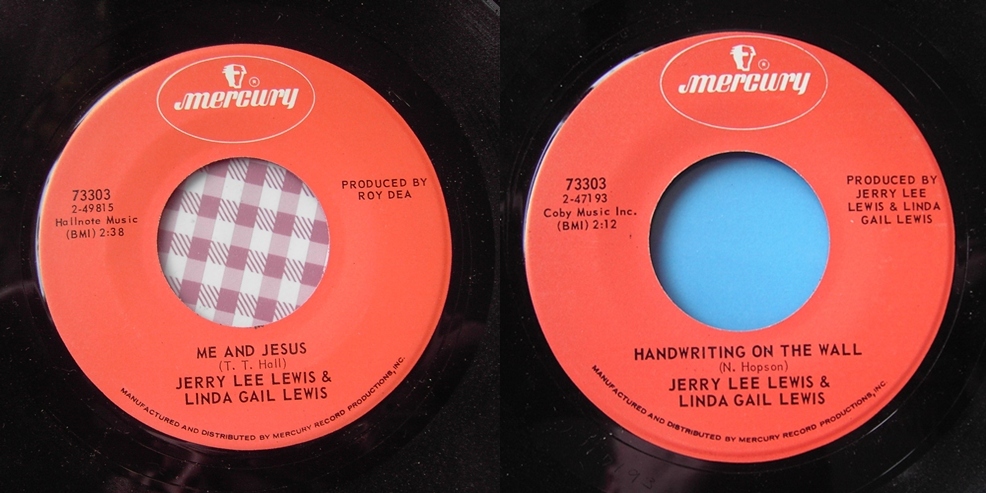 mercury
73303
2-49815
Hallnote Music
(BMI) 2:38
PRODUCED BY
ROY DEA
ME AND JESUS
(T. T. Hall)
JERRY LEE LEWIS &
LINDA GAIL LEWIS
MANUFACTURED AND DISTRIBUTED BY MERCURY RECORD PRODUCTIONS, INC.
mercury
73303
2-47193
Coby Music Inc.
(BMI) 2:12
PRODUCED BY
JERRY LEE
LEWIS & LINDA
GAIL LEWIS
HANDWRITING ON THE WALL
(N. Hopson)
JERRY LEE LEWIS &
LINDA GAIL LEWIS
MANUFACTURED AND DISTRIBUTED BY MERCURY RECORD PRODUCTIONS, INC.